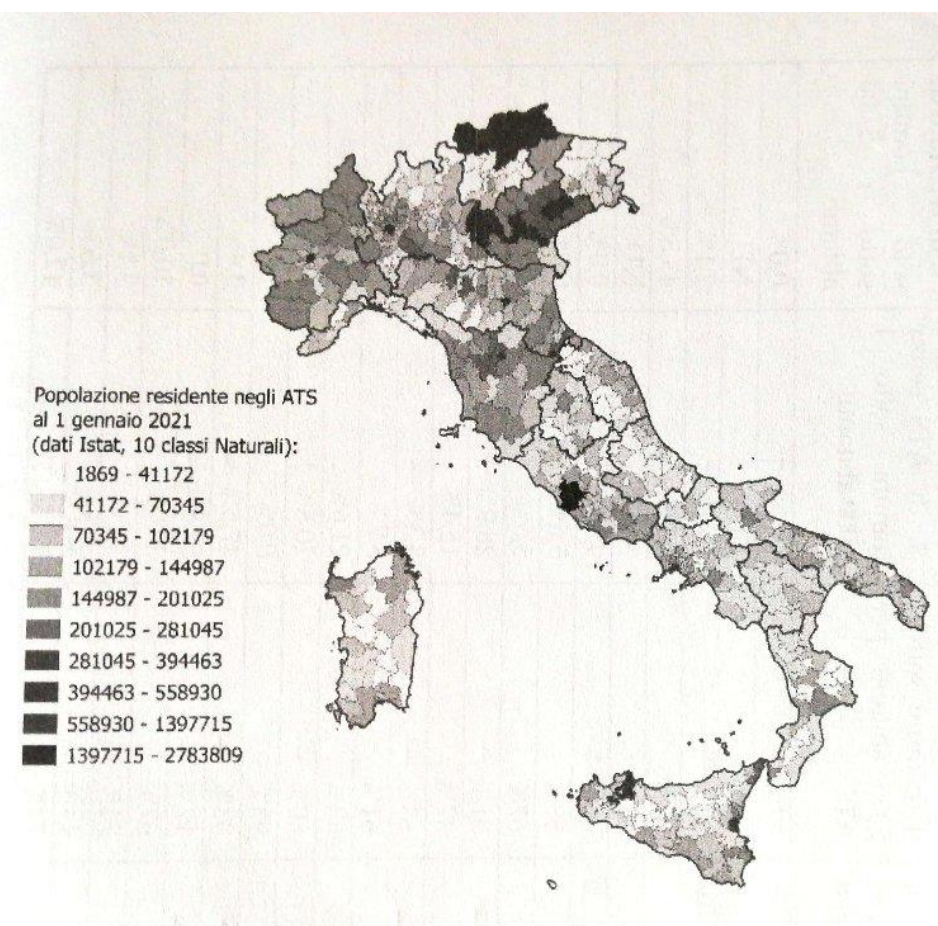 Popolazione residente negli ATS
al 1 gennaio 2021
(dati Istat, 10 classi Naturali):
1869 - 41172
41172 - 70345
70345 - 102179
102179 - 144987
144987 - 201025
201025 - 281045
281045 - 394463
394463 - 558930
558930 - 1397715
1397715 - 2783809